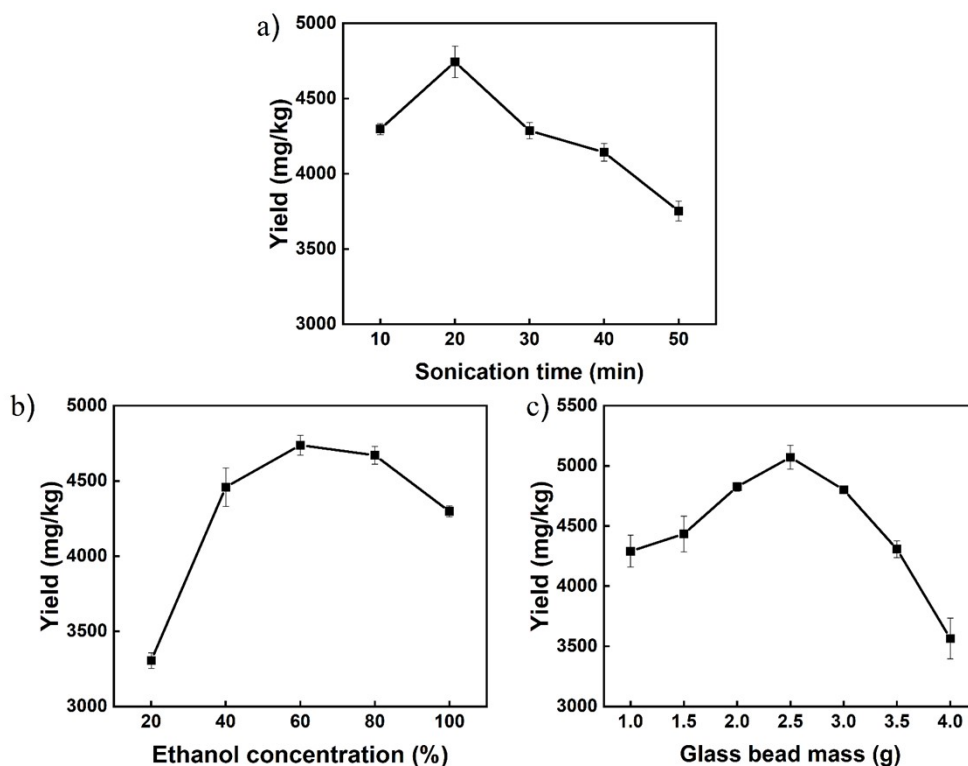 a)
5000
4500
4000
3500
3000
Yield (mg/kg)
10 20 30 40 50
Sonication time (min)
b)
5000
4500
4000
3500
3000
Yield (mg/kg)
20 40 60 80 100
Ethanol concentration (%)
c)
5500
5000
4500
4000
3500
3000
Yield (mg/kg)
1.0 1.5 2.0 2.5 3.0 3.5 4.0
Glass bead mass (g)